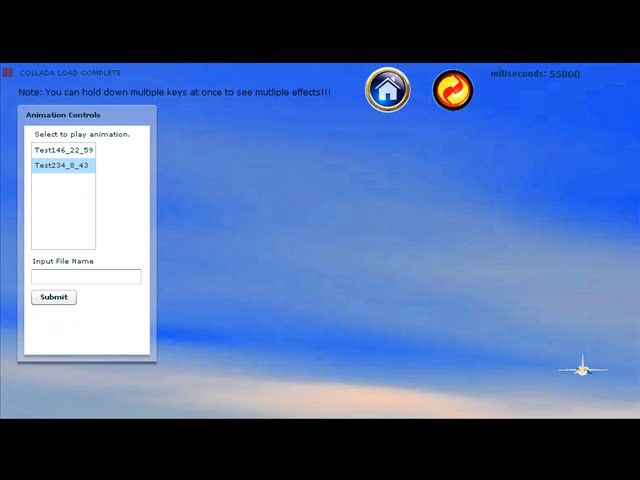 COLLADA LOAD COMPLETE
miliseconds: 55800
Note: You can hold down multiple keys at once to see mutliple effects!!!
Animation Controls
Select to play animation.
Test146_22_59
Test234_8_43
Input File Name
Submit